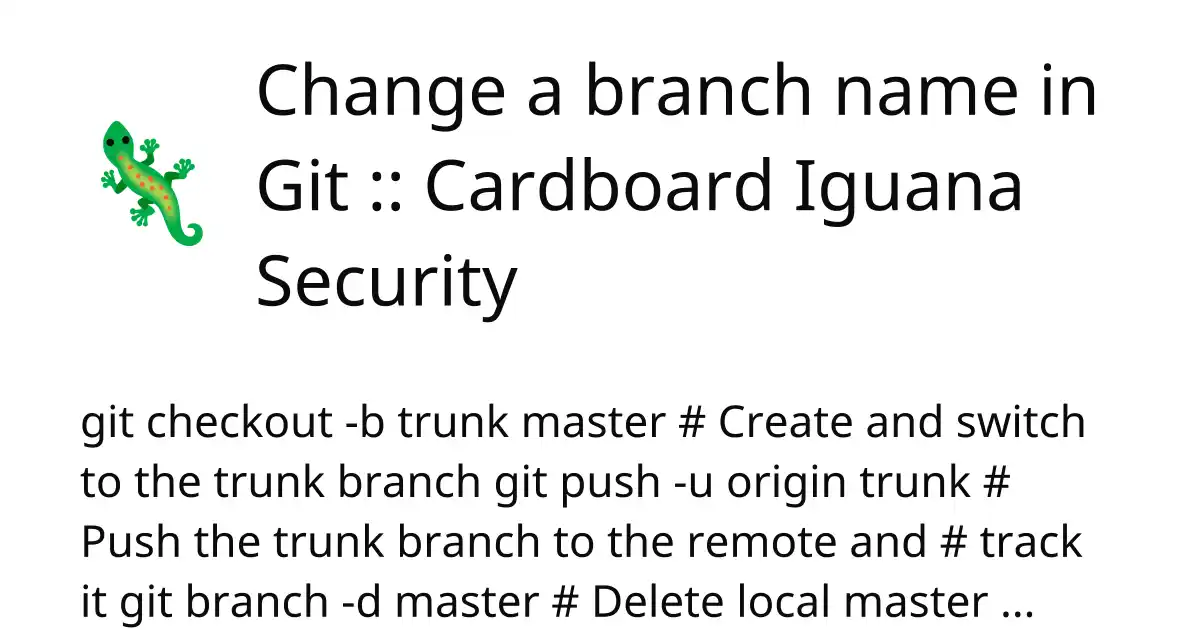 Change a branch name in
Git :: Cardboard Iguana
Security
git checkout -b trunk master # Create and switch
to the trunk branch git push -u origin trunk #
Push the trunk branch to the remote and # track
it git branch -d master # Delete local master ...